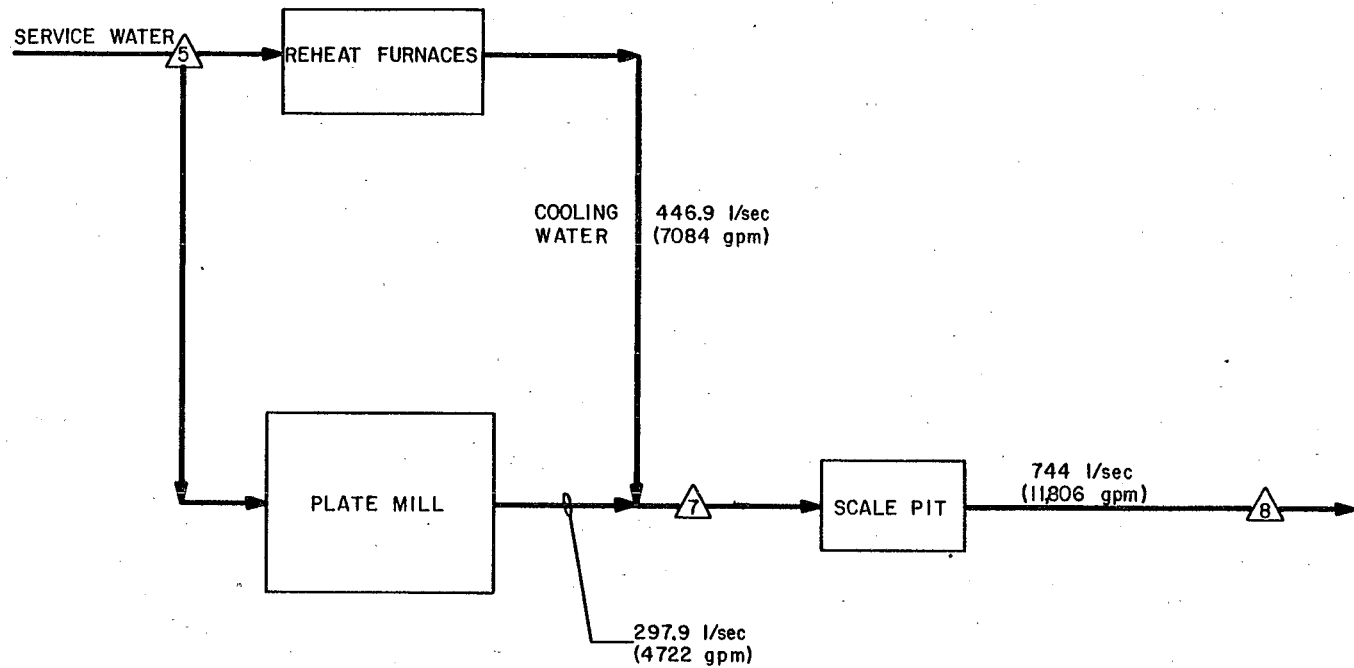 SERVICE WATER
5
REHEAT FURNACES
COOLING
WATER
446.9 l/sec
(7084 gpm)
PLATE MILL
7
SCALE PIT
744 l/sec
(11,806 gpm)
8
297.9 l/sec
(4722 gpm)